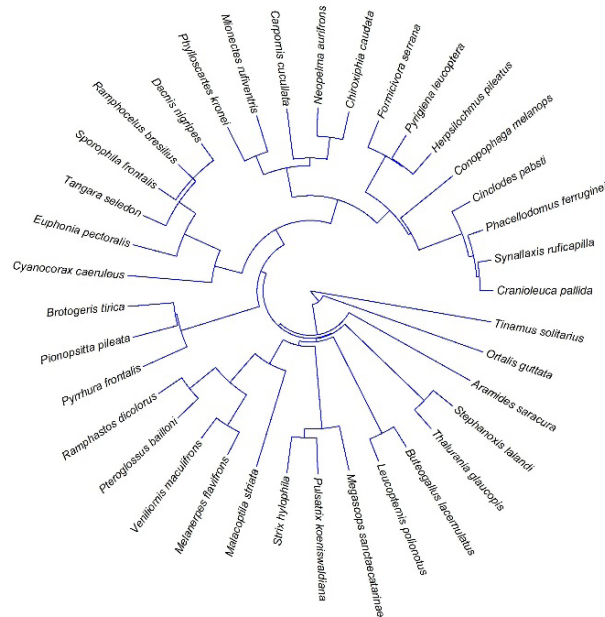 Carpornis cucullata
Neopelma aurifrons
Chiroxiphia caudata
Formicivora serrana
Pyriglena leucoptera
Herpsilochmus pileatus
Conopophaga melanops
Cinclodes pabsti
Phacellodomus ferruginei
Synallaxis ruficapilla
Cranioleuca pallida
Tinamus solitarius
Ortalis guttata
Aramides saracura
Stephanoxis lalandi
Thalurania glaucopis
Buteogallus lacernulatus
Leucopternis polionotus
Megasoops sanctaecatarinae
Pulsatrix koeniswaldiana
Strix hylophila
Malacoptila striata
Melanerpes flavifrons
Veniliornis maculifrons
Pteroglossus bailloni
Ramphastos dicolorus
Pyrrhura frontalis
Pionopsitta pileata
Brotogeris tirica
Cyanocorax caeruleus
Euphonia pectoralis
Tangara seledon
Sporophila frontalis
Ramphocelus bresilius
Dacnis nigripes
Phylloscartes kronei
Mionectes rufiventris